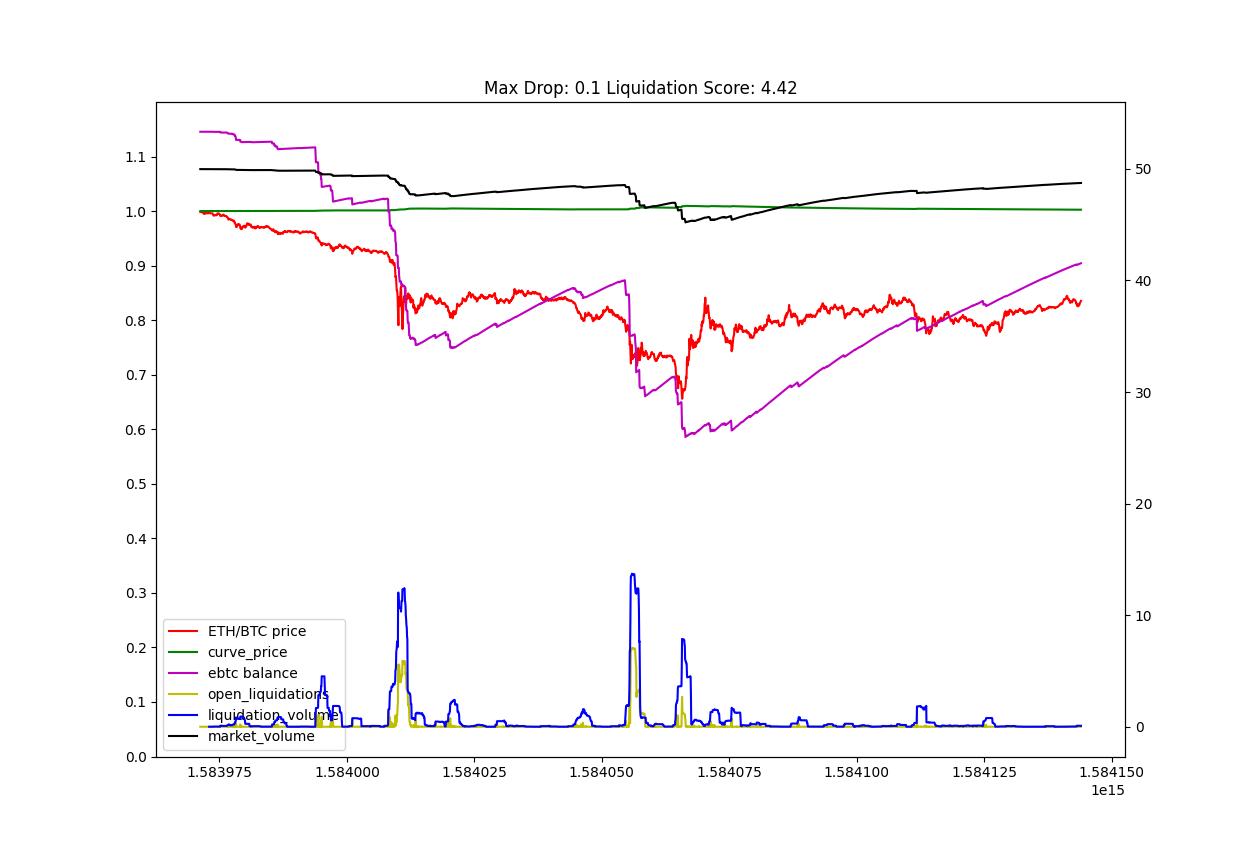 Max Drop: 0.1 Liquidation Score: 4.42
1.1
1.0
0.9
0.8
0.7
0.6
0.5
0.4
0.3
0.2
0.1
0.0
50
40
30
20
10
0
ETH/BTC price
curve_price
ebtc balance
open_liquidations
liquidation_volume
market_volume
1.583975 1.584000 1.584025 1.584050 1.584075 1.584100 1.584125 1.584150
1e15